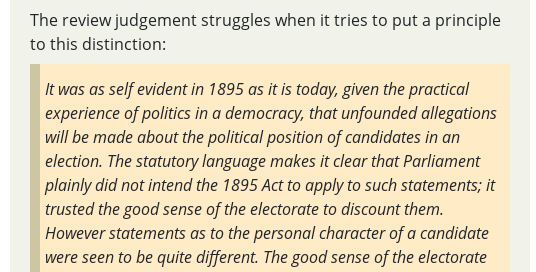 The review judgement struggles when it tries to put a principle
to this distinction:
It was as self evident in 1895 as it is today, given the practical
experience of politics in a democracy, that unfounded allegations
will be made about the political position of candidates in an
election. The statutory language makes it clear that Parliament
plainly did not intend the 1895 Act to apply to such statements; it
trusted the good sense of the electorate to discount them.
However statements as to the personal character of a candidate
were seen to be quite different. The good sense of the electorate